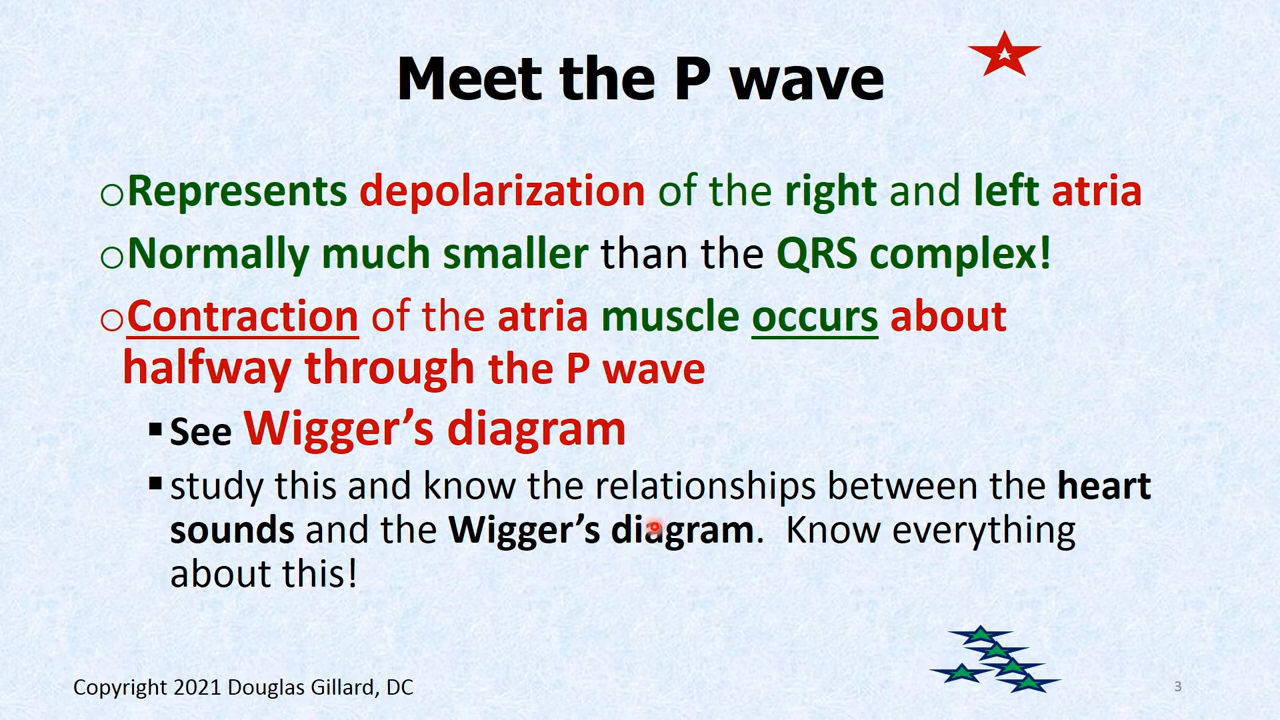 Meet the P wave
○Represents depolarization of the right and left atria
○Normally much smaller than the QRS complex!
○Contraction of the atria muscle occurs about
halfway through the P wave
▪See Wigger’s diagram
▪study this and know the relationships between the heart
sounds and the Wigger’s diagram.  Know everything
about this!
Copyright 2021 Douglas Gillard, DC
3